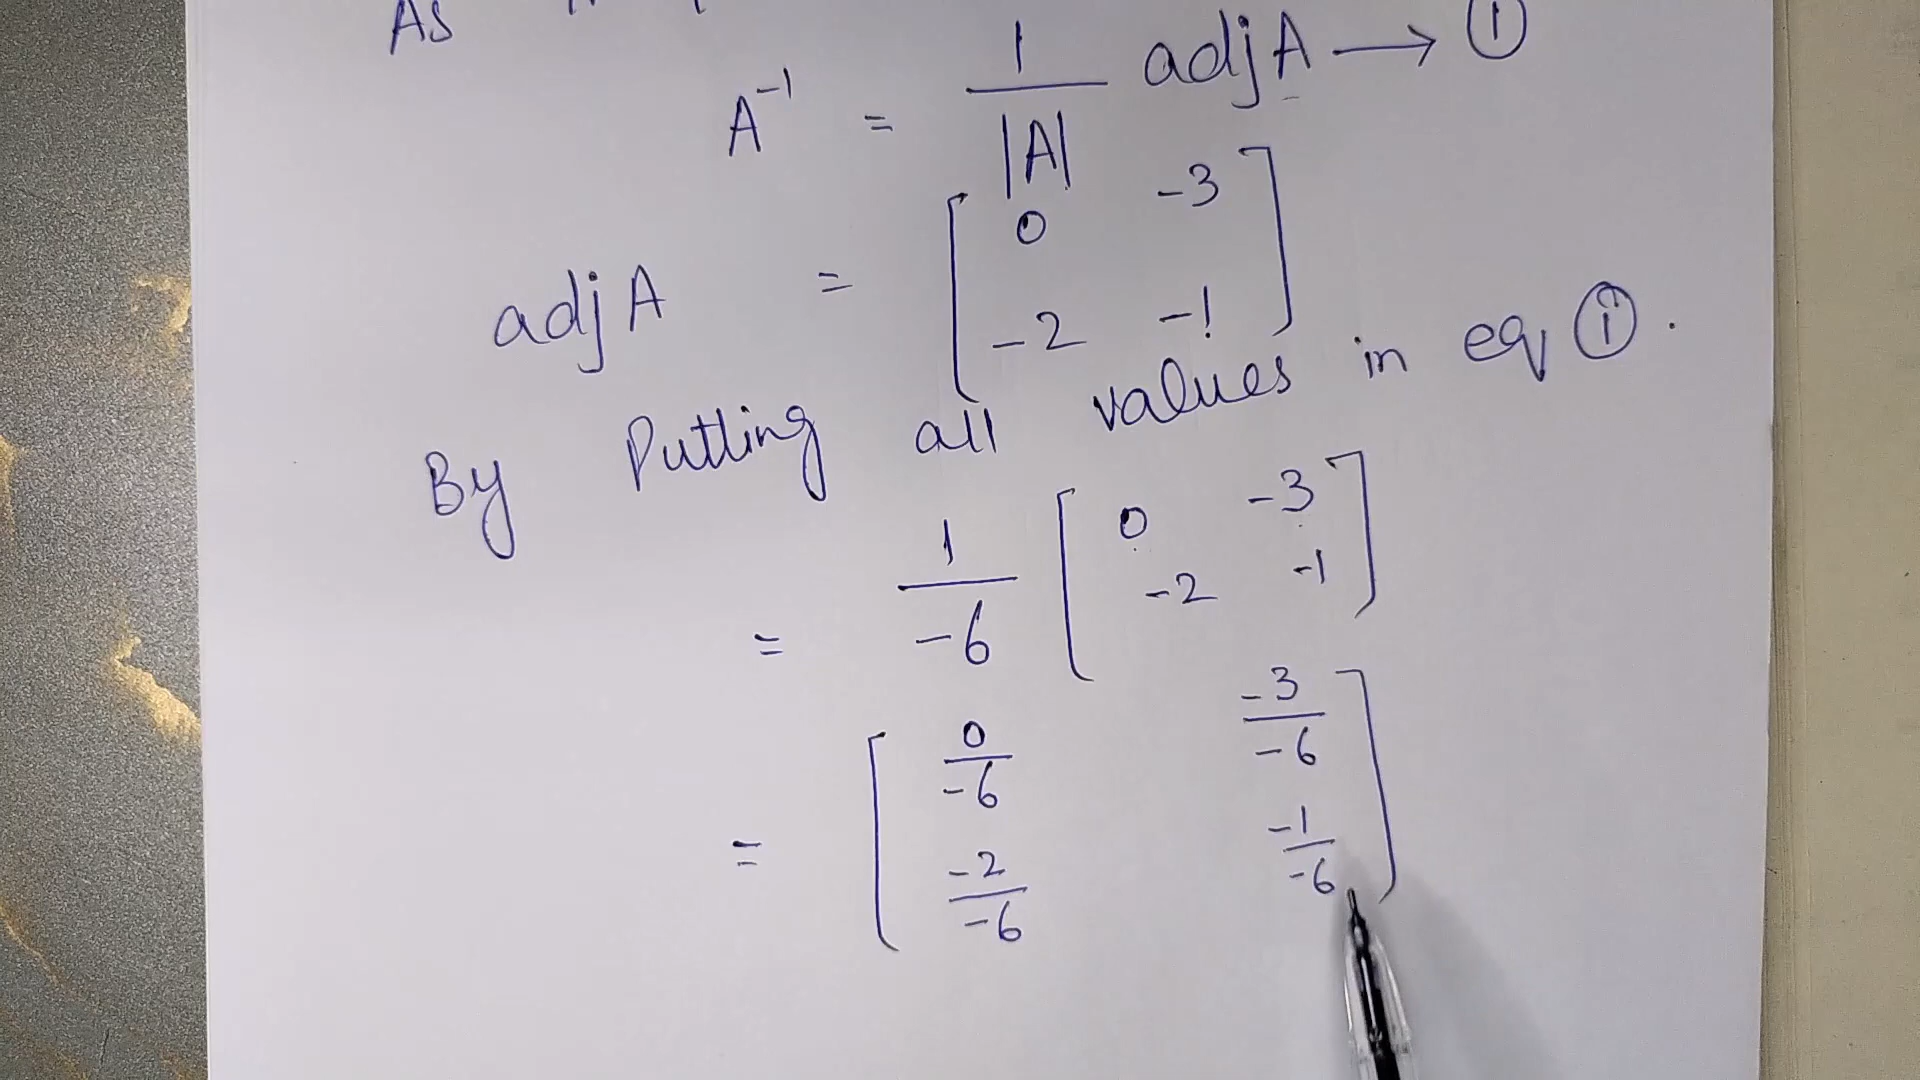 As
A⁻¹ = 1/|A| adj A → ①
adj A = [ 0 -3
-2 -1 ]
By Putting all values in eq ①.
= 1/-6 [ 0 -3
-2 -1 ]
= [ 0/-6 -3/-6
-2/-6 -1/-6 ]